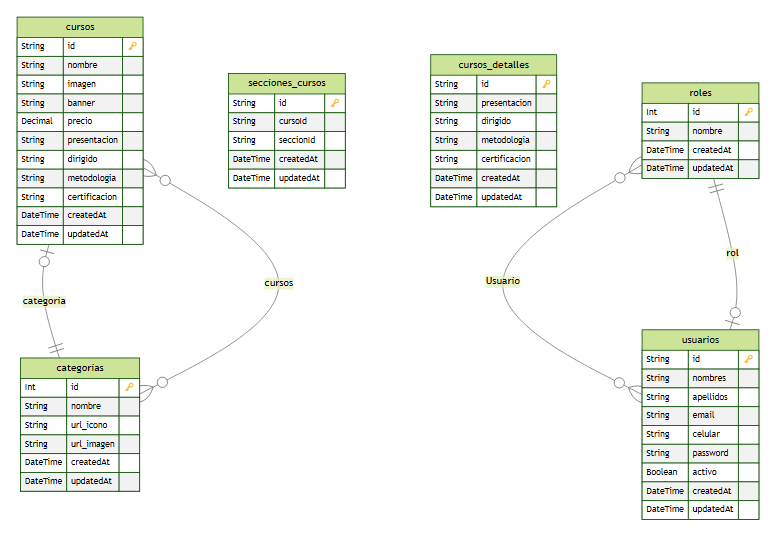 cursos
String id
String nombre
String imagen
String banner
Decimal precio
String presentacion
String dirigido
String metodologia
String certificacion
DateTime createdAt
DateTime updatedAt
secciones_cursos
String id
String cursoId
String seccionId
DateTime createdAt
DateTime updatedAt
cursos_detalles
String id
String presentacion
String dirigido
String metodologia
String certificacion
DateTime createdAt
DateTime updatedAt
roles
Int id
String nombre
DateTime createdAt
DateTime updatedAt
categoria
cursos
Usuario
rol
categorias
Int id
String nombre
String url_icono
String url_imagen
DateTime createdAt
DateTime updatedAt
usuarios
String id
String nombres
String apellidos
String email
String celular
String password
Boolean activo
DateTime createdAt
DateTime updatedAt